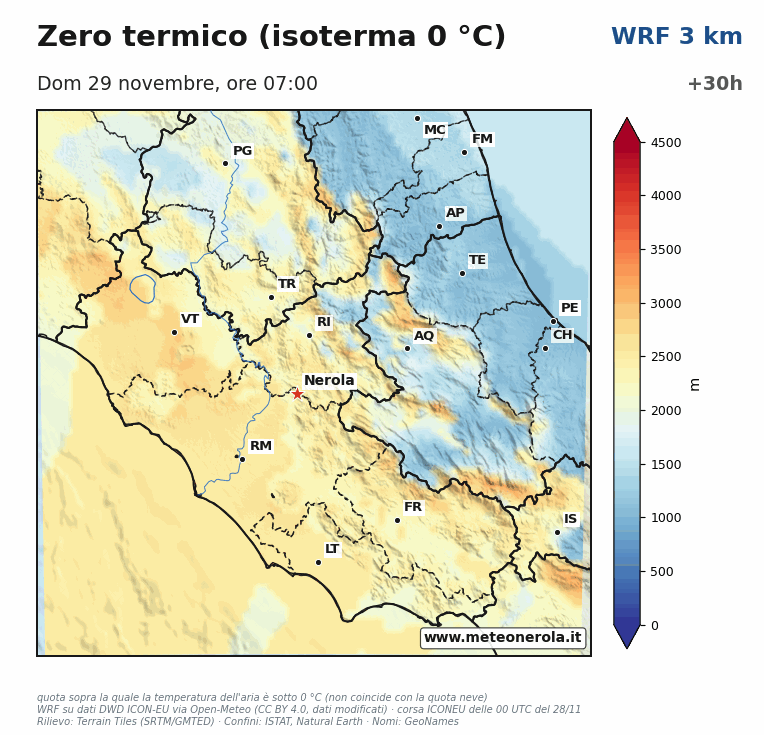 Zero termico (isoterma 0 °C)
WRF 3 km
Dom 29 novembre, ore 07:00
+30h
MC
FM
PG
AP
TE
TR
PE
VT
RI
AQ
CH
Nerola
RM
FR
IS
LT
www.meteonerola.it
4500
4000
3500
3000
2500
2000
1500
1000
500
0
m
quota sopra la quale la temperatura dell'aria è sotto 0 °C (non coincide con la quota neve)
WRF su dati DWD ICON-EU via Open-Meteo (CC BY 4.0, dati modificati) · corsa ICONEU delle 00 UTC del 28/11
Rilievo: Terrain Tiles (SRTM/GMTED) · Confini: ISTAT, Natural Earth · Nomi: GeoNames